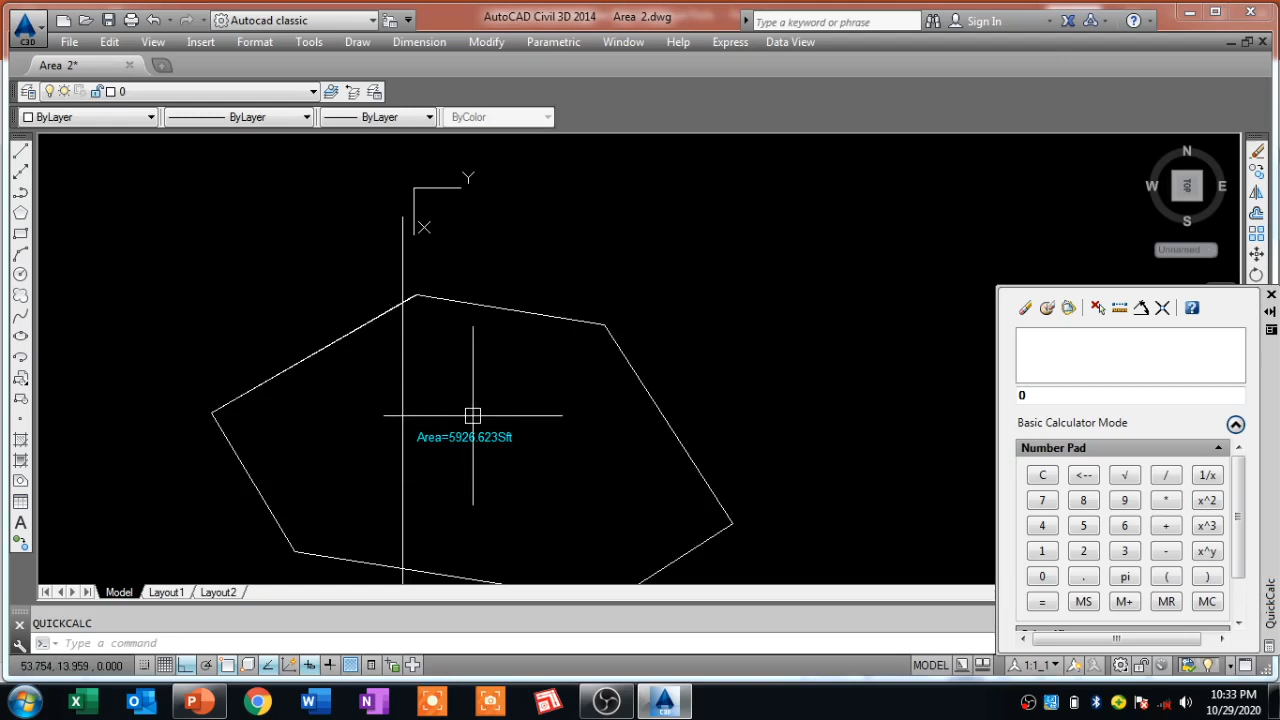 Autocad classic
AutoCAD Civil 3D 2014 Area 2.dwg
Type a keyword or phrase
Sign In
C3D
File Edit View Insert Format Tools Draw Dimension Modify Parametric Window Help Express Data View
Area 2*
0
ByLayer ByLayer ByLayer ByColor
Y
X
N
W TOP E
S
Unnamed
Area=5926.623Sft
0
Basic Calculator Mode
Number Pad
C <-- √ / 1/x
7 8 9 * x^2
4 5 6 + x^3
1 2 3 - x^y
0 . pi ( )
= MS M+ MR MC
QuickCalc
Model Layout1 Layout2
QUICKCALC
Type a command
53.754, 13.959 , 0.000
MODEL
1:1_1
10:33 PM
10/29/2020